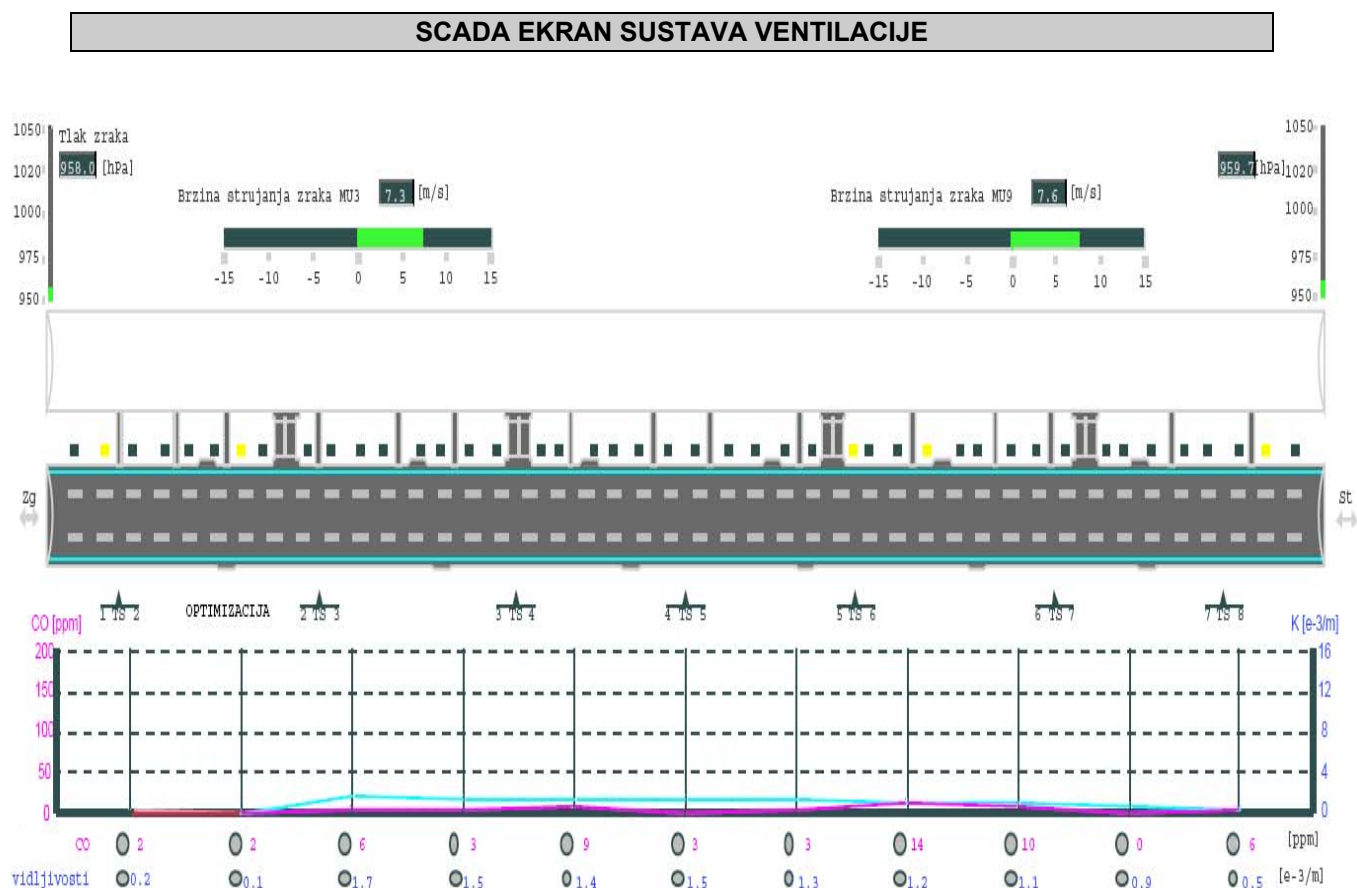 SCADA EKRAN SUSTAVA VENTILACIJE
1050 Tlak zraka 1050
958.0 [hPa] 959.7 [hPa]
1020 1020
Brzina strujanja zraka MU3 7.3 [m/s] Brzina strujanja zraka MU9 7.6 [m/s]
1000 1000
975 975
-15 -10 -5 0 5 10 15 -15 -10 -5 0 5 10 15
950 950
Zg St
1 TS 2 OPTIMIZACIJA 2 TS 3 3 TS 4 4 TS 5 5 TS 6 6 TS 7 7 TS 8
CO [ppm] K [e-3/m]
200 16
150 12
100 8
50 4
0 0
CO 2 2 6 3 9 3 3 14 10 0 6 [ppm]
vidljivosti 0.2 0.1 1.7 1.5 1.4 1.5 1.3 1.2 1.1 0.9 0.5 [e-3/m]